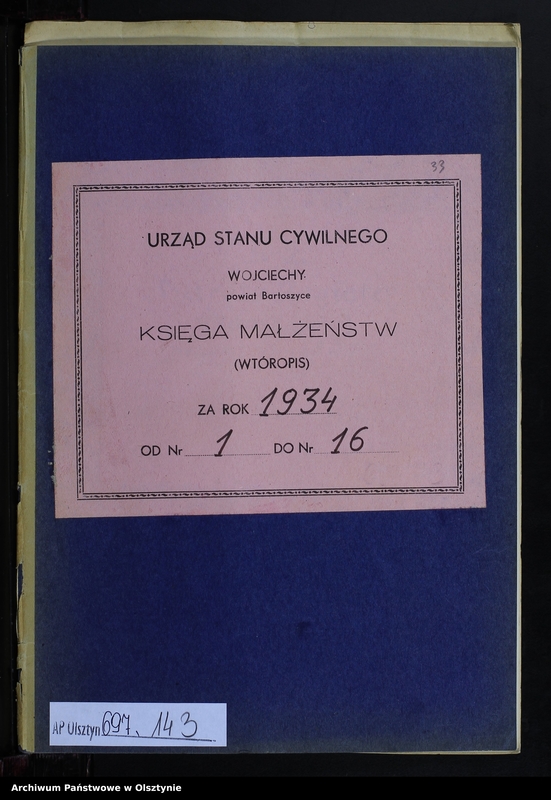 33
URZĄD STANU CYWILNEGO
WOJCIECHY
powiat Bartoszyce
KSIĘGA MAŁŻEŃSTW
(WTÓROPIS)
ZA ROK 1934
OD Nr 1 DO Nr 16
AP Olsztyn 697. 143
Archiwum Państwowe w Olsztynie